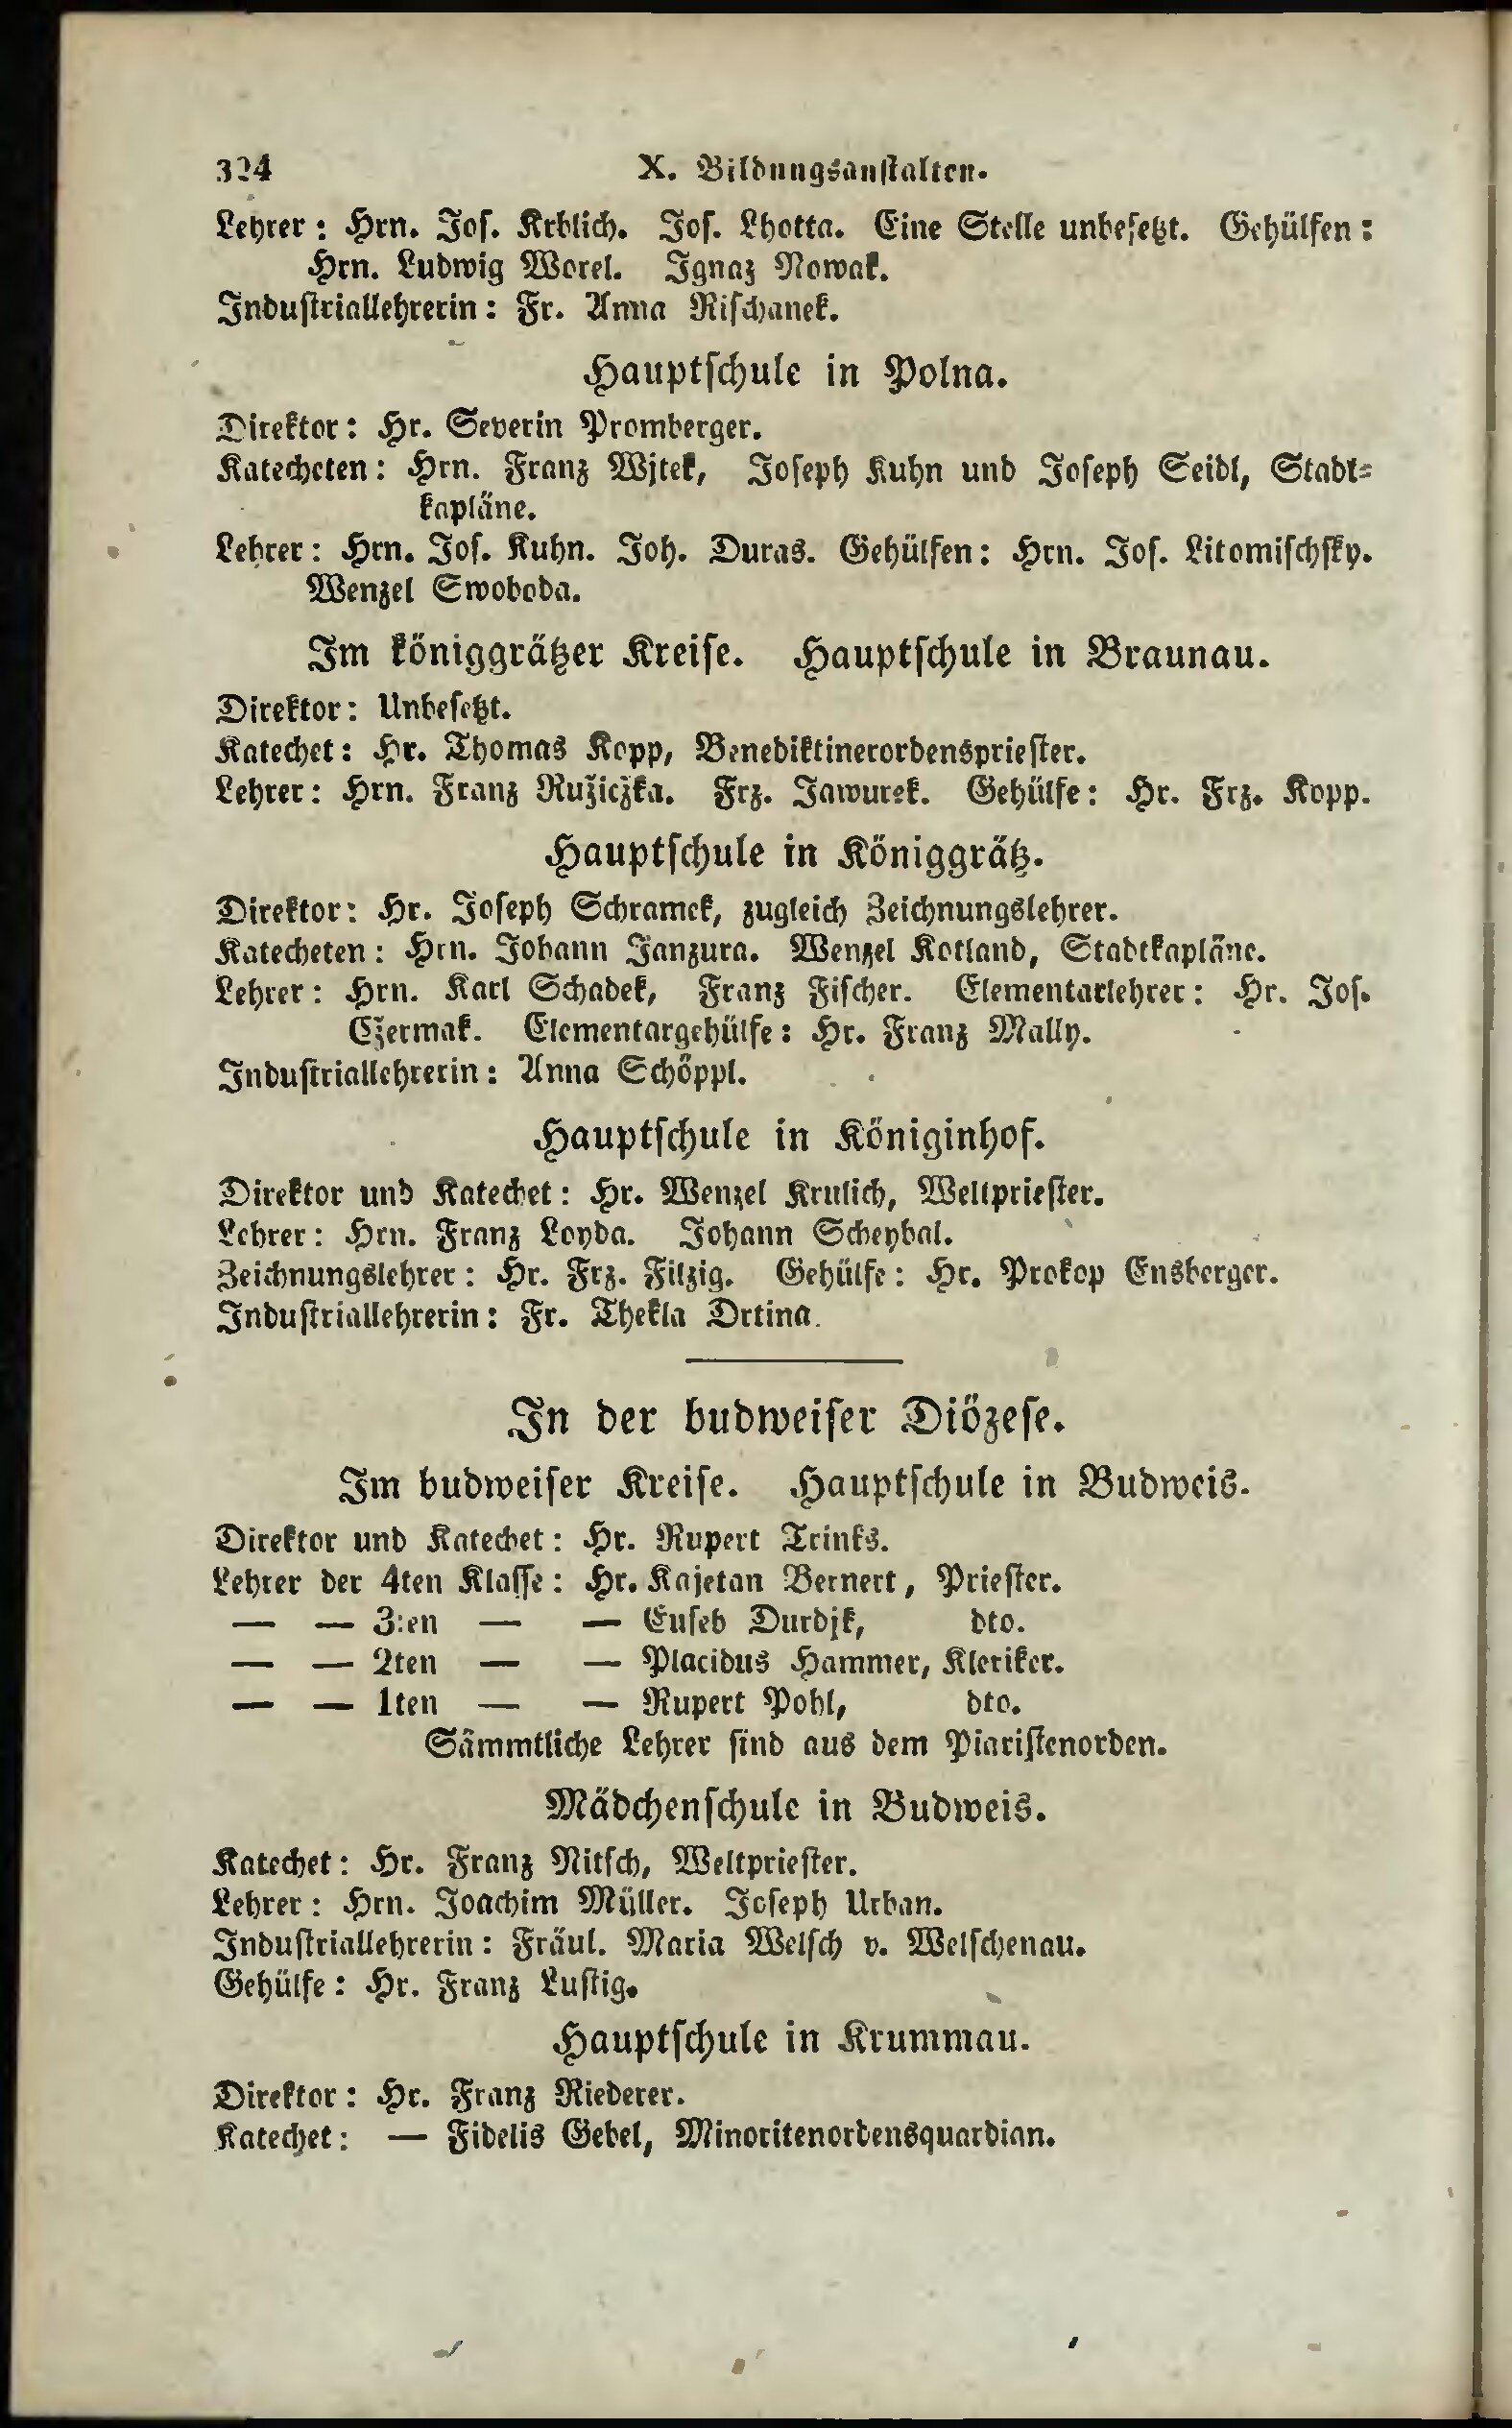 324 X. Bildungsanstalten.
Lehrer: Hrn. Jos. Krblich. Jos. Lhotta. Eine Stelle unbesetzt. Gehülfen:
Hrn. Ludwig Worel. Ignaz Nowak.
Industriallehrerin: Fr. Anna Rischanek.
Hauptschule in Polna.
Direktor: Hr. Severin Promberger.
Katecheten: Hrn. Franz Witek, Joseph Kuhn und Joseph Seidl, Stadt-
kapläne.
Lehrer: Hrn. Jos. Kuhn. Joh. Duras. Gehülfen: Hrn. Jos. Litomischsky.
Wenzel Swoboda.
Im königgrätzer Kreise. Hauptschule in Braunau.
Direktor: Unbesetzt.
Katechet: Hr. Thomas Kopp, Benediktinerordenspriester.
Lehrer: Hrn. Franz Ružiczka. Frz. Jawurek. Gehülfe: Hr. Frz. Kopp.
Hauptschule in Königgrätz.
Direktor: Hr. Joseph Schramek, zugleich Zeichnungslehrer.
Katecheten: Hrn. Johann Janzura. Wenzel Kotland, Stadtkapläne.
Lehrer: Hrn. Karl Schadek, Franz Fischer. Elementarlehrer: Hr. Jos.
Czermak. Elementargehülfe: Hr. Franz Mally.
Industriallehrerin: Anna Schöppl.
Hauptschule in Königinhof.
Direktor und Katechet: Hr. Wenzel Krulich, Weltpriester.
Lehrer: Hrn. Franz Loyda. Johann Scheybal.
Zeichnungslehrer: Hr. Frz. Filzig. Gehülfe: Hr. Prokop Ensberger.
Industriallehrerin: Fr. Thekla Drtina.
In der budweiser Diözese.
Im budweiser Kreise. Hauptschule in Budweis.
Direktor und Katechet: Hr. Rupert Trinks.
Lehrer der 4ten Klasse: Hr. Kajetan Bernert, Priester.
— — 3ten — — Euseb Durdik, dto.
— — 2ten — — Placidus Hammer, Kleriker.
— — 1ten — — Rupert Pohl, dto.
Sämmtliche Lehrer sind aus dem Piaristenorden.
Mädchenschule in Budweis.
Katechet: Hr. Franz Nitsch, Weltpriester.
Lehrer: Hrn. Joachim Müller. Joseph Urban.
Industriallehrerin: Fräul. Maria Welsch v. Welschenau.
Gehülfe: Hr. Franz Lustig.
Hauptschule in Krummau.
Direktor: Hr. Franz Riederer.
Katechet: — Fidelis Gebel, Minoritenordensquardian.